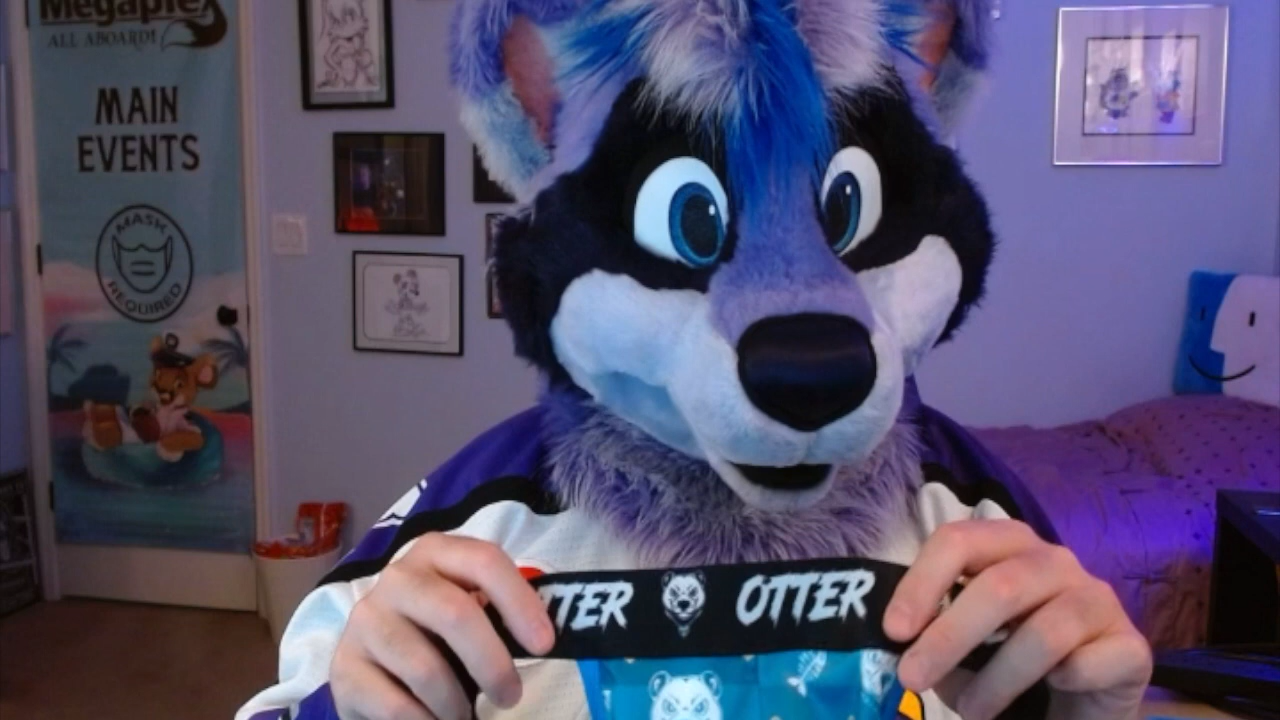 Megaplex
ALL ABOARD!
MAIN
EVENTS
MASK
REQUIRED
TTER OTTER